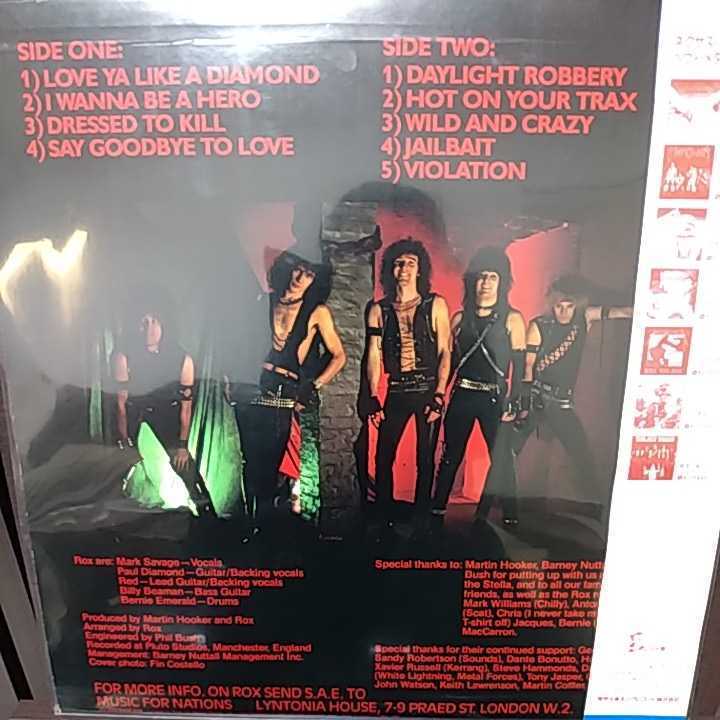 SIDE ONE:
1) LOVE YA LIKE A DIAMOND
2) I WANNA BE A HERO
3) DRESSED TO KILL
4) SAY GOODBYE TO LOVE
SIDE TWO:
1) DAYLIGHT ROBBERY
2) HOT ON YOUR TRAX
3) WILD AND CRAZY
4) JAILBAIT
5) VIOLATION
Rox are: Mark Savage—Vocals
Paul Diamond—Guitar/Backing vocals
Red—Lead Guitar/Backing vocals
Billy Beaman—Bass Guitar
Bernie Emerald—Drums
Produced by Martin Hooker and Rox
Arranged by Rox
Engineered by Phil Bush
Recorded at Pluto Studios, Manchester, England
Management: Barney Nuttall Management Inc.
Cover photo: Fin Costello
Special thanks to: Martin Hooker, Barney Nutt
Bush for putting up with us
the Stella, and to all our fam
friends, as well as the Rox
Mark Williams (Chilly), Anto
(Scat), Chris (I never take m
T-shirt off) Jacques, Bernie
MacCarron.
Special thanks for their continued support:
Sandy Robertson (Sounds), Dante Bonutto,
Xavier Russell (Kerrang), Steve Hammonds,
(White Lightning, Metal Forces), Tony Jasper,
John Watson, Keith Lawrenson, Martin
FOR MORE INFO. ON ROX SEND S.A.E. TO
MUSIC FOR NATIONS LYNTONIA HOUSE, 7-9 PRAED ST. LONDON W.2.